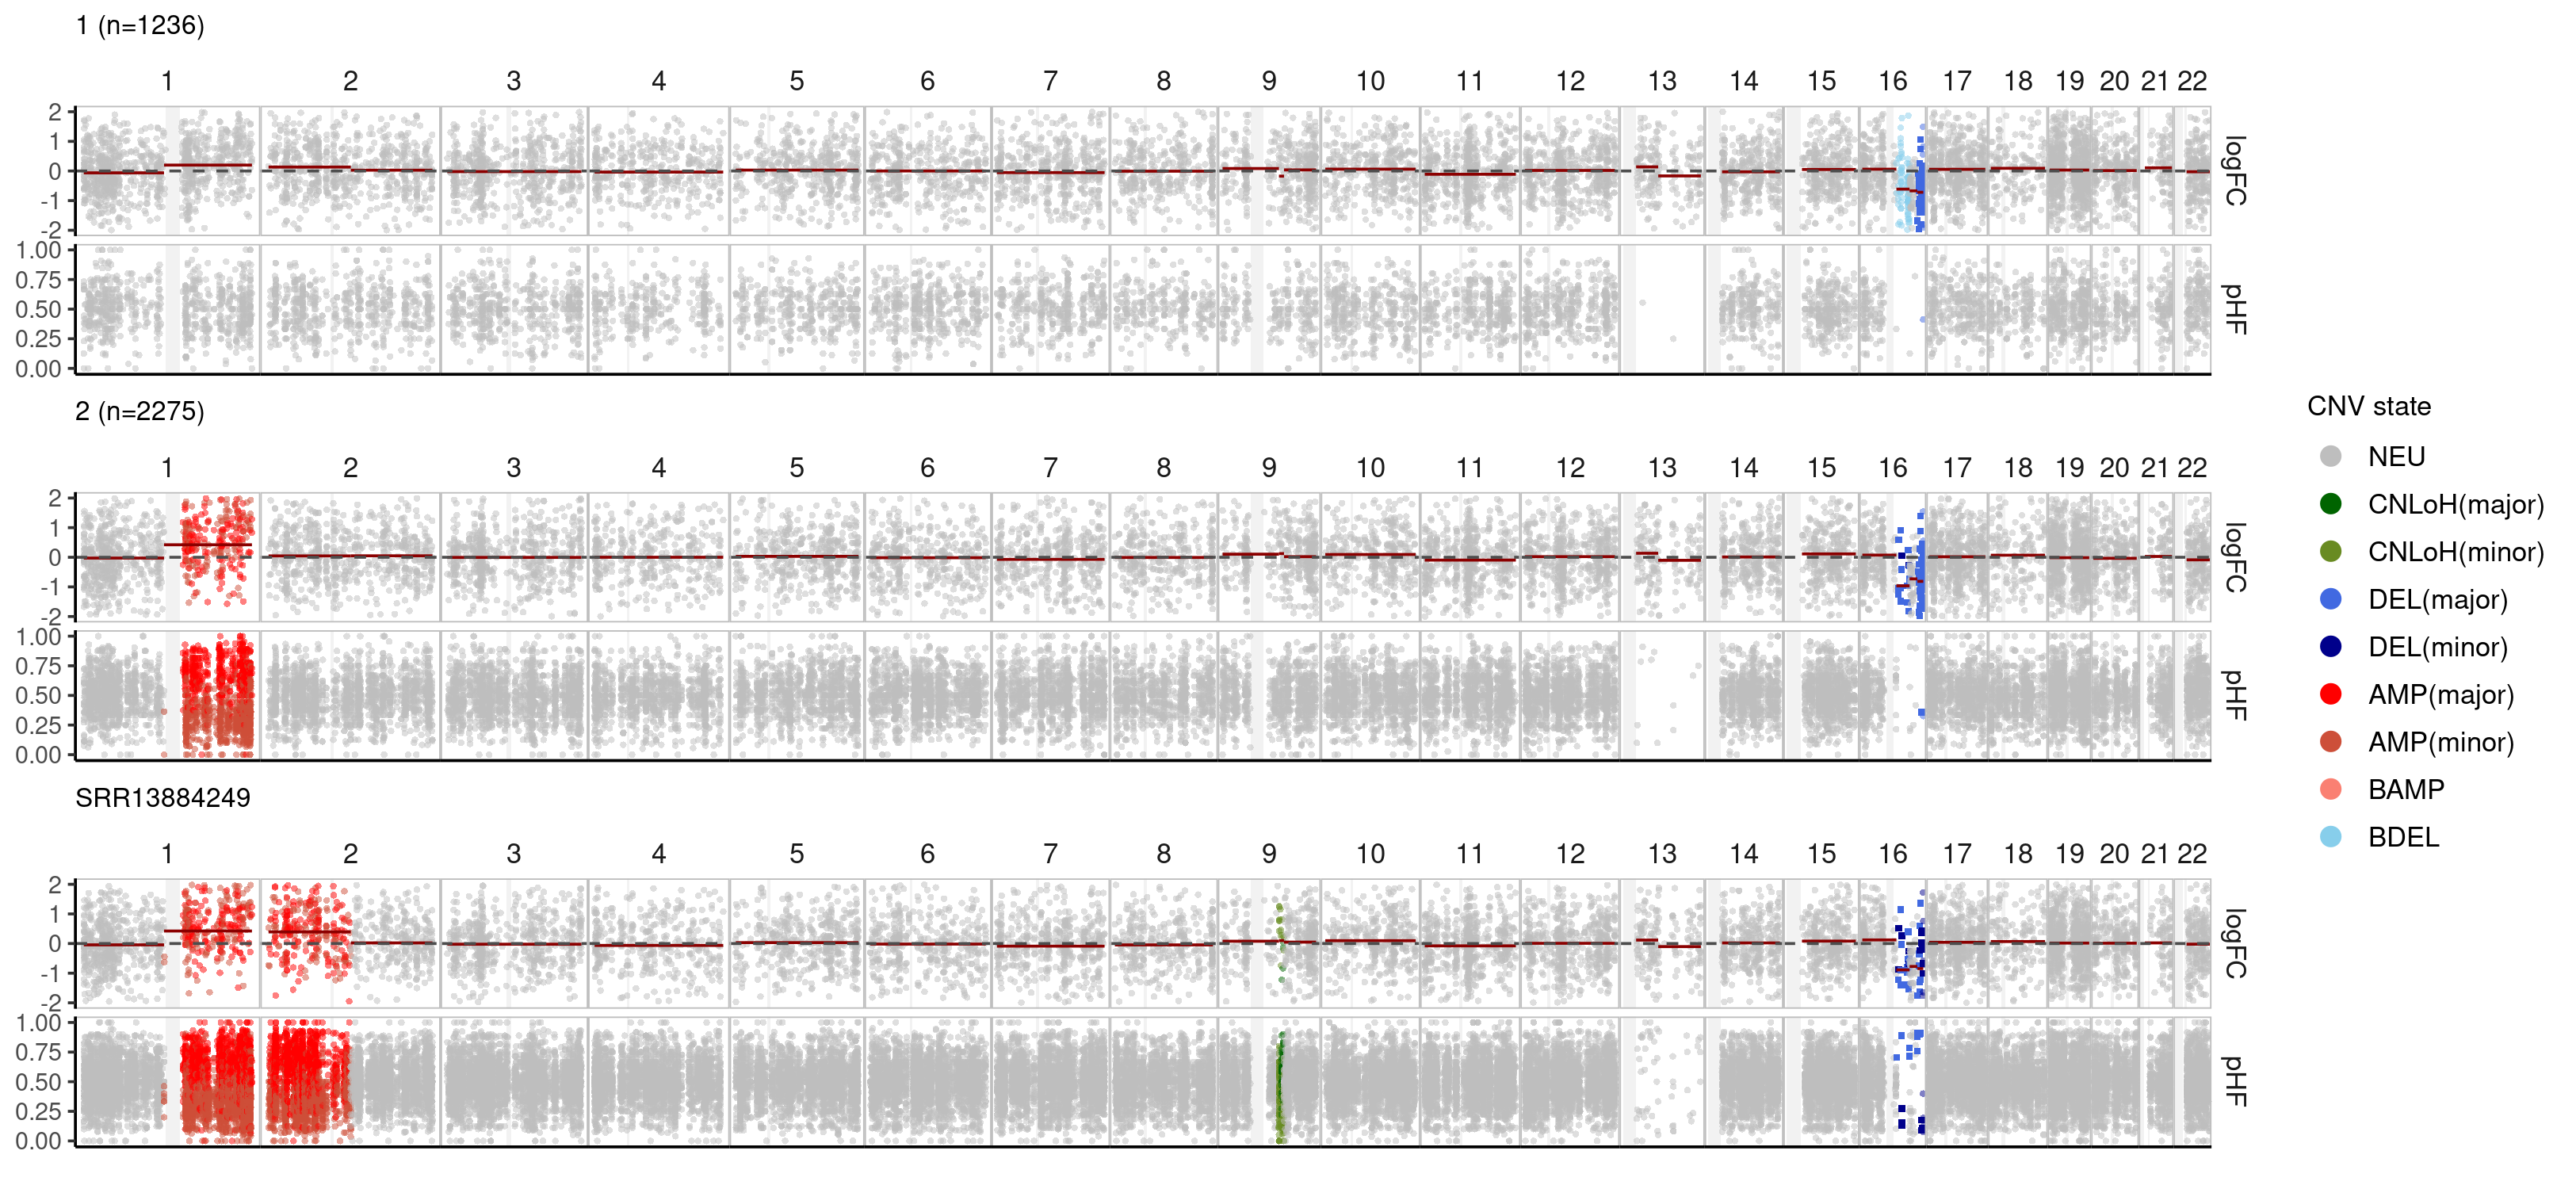 1 (n=1236)
1 2 3 4 5 6 7 8 9 10 11 12 13 14 15 16 17 18 19 20 21 22
2
1
0
-1
-2
logFC
1.00
0.75
0.50
0.25
0.00
pHF
2 (n=2275)
1 2 3 4 5 6 7 8 9 10 11 12 13 14 15 16 17 18 19 20 21 22
2
1
0
-1
-2
logFC
1.00
0.75
0.50
0.25
0.00
pHF
SRR13884249
1 2 3 4 5 6 7 8 9 10 11 12 13 14 15 16 17 18 19 20 21 22
2
1
0
-1
-2
logFC
1.00
0.75
0.50
0.25
0.00
pHF
CNV state
NEU
CNLoH(major)
CNLoH(minor)
DEL(major)
DEL(minor)
AMP(major)
AMP(minor)
BAMP
BDEL